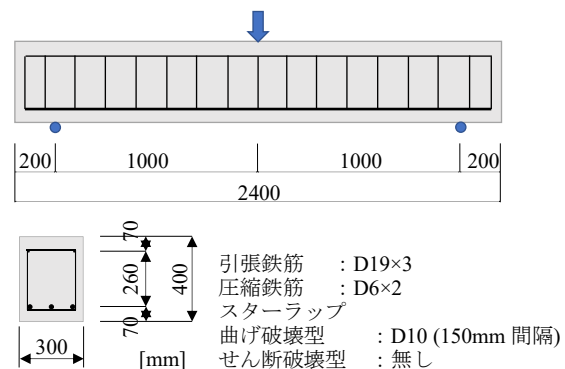 200 1000 1000 200
2400
70
260
70
400
300
[mm]
引張鉄筋 : D19×3
圧縮鉄筋 : D6×2
スターラップ
曲げ破壊型 : D10 (150mm 間隔)
せん断破壊型 : 無し